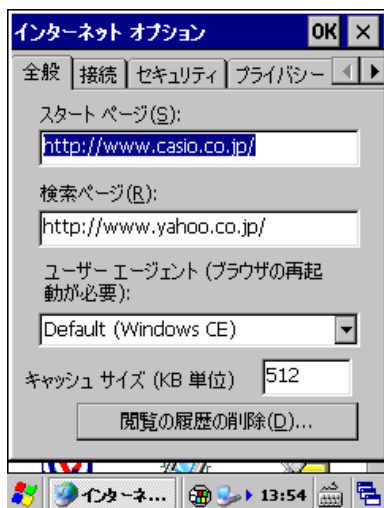 インターネット オプション OK ×
全般 接続 セキュリティ プライバシー
スタート ページ(S):
http://www.casio.co.jp/
検索ページ(R):
http://www.yahoo.co.jp/
ユーザー エージェント (ブラウザの再起
動が必要):
Default (Windows CE)
キャッシュ サイズ (KB 単位) 512
閲覧の履歴の削除(D)...
インターネ... 13:54